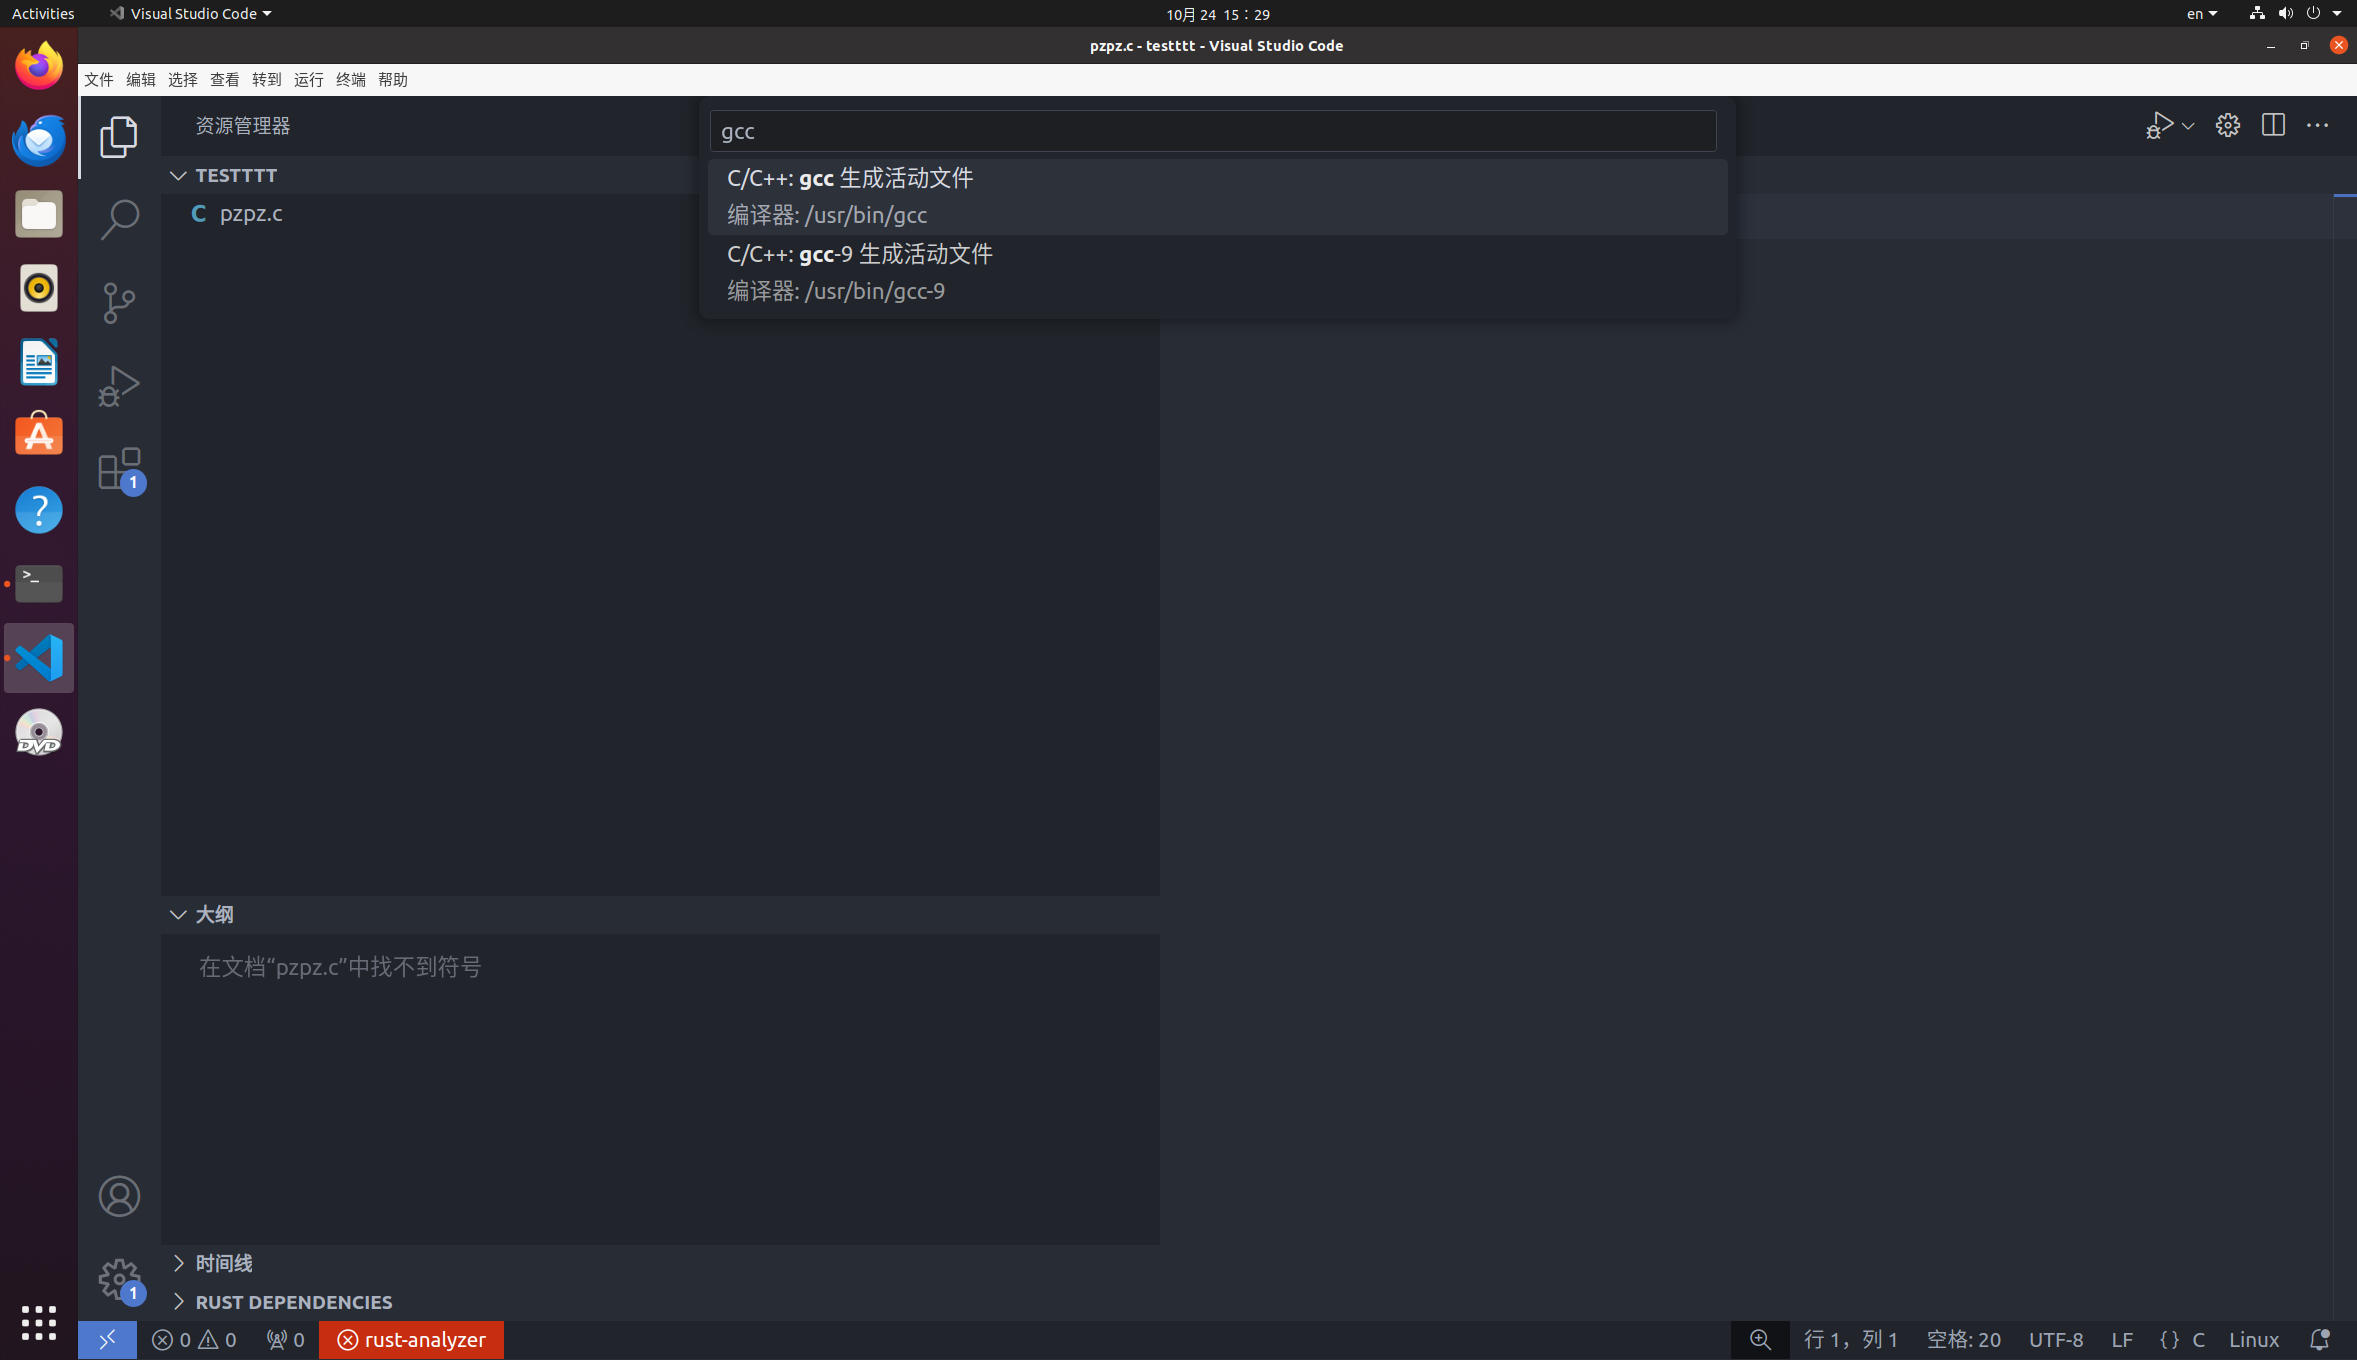 Activities
Visual Studio Code
10月 24 15：29
en
pzpz.c - testttt - Visual Studio Code
文件 编辑 选择 查看 转到 运行 终端 帮助
资源管理器
gcc
C/C++: gcc 生成活动文件
编译器: /usr/bin/gcc
C/C++: gcc-9 生成活动文件
编译器: /usr/bin/gcc-9
TESTTTT
C pzpz.c
1
>_
?
DVD
大纲
在文档“pzpz.c”中找不到符号
时间线
1
RUST DEPENDENCIES
0 0 0 rust-analyzer 行 1，列 1 空格: 20 UTF-8 LF {} C Linux